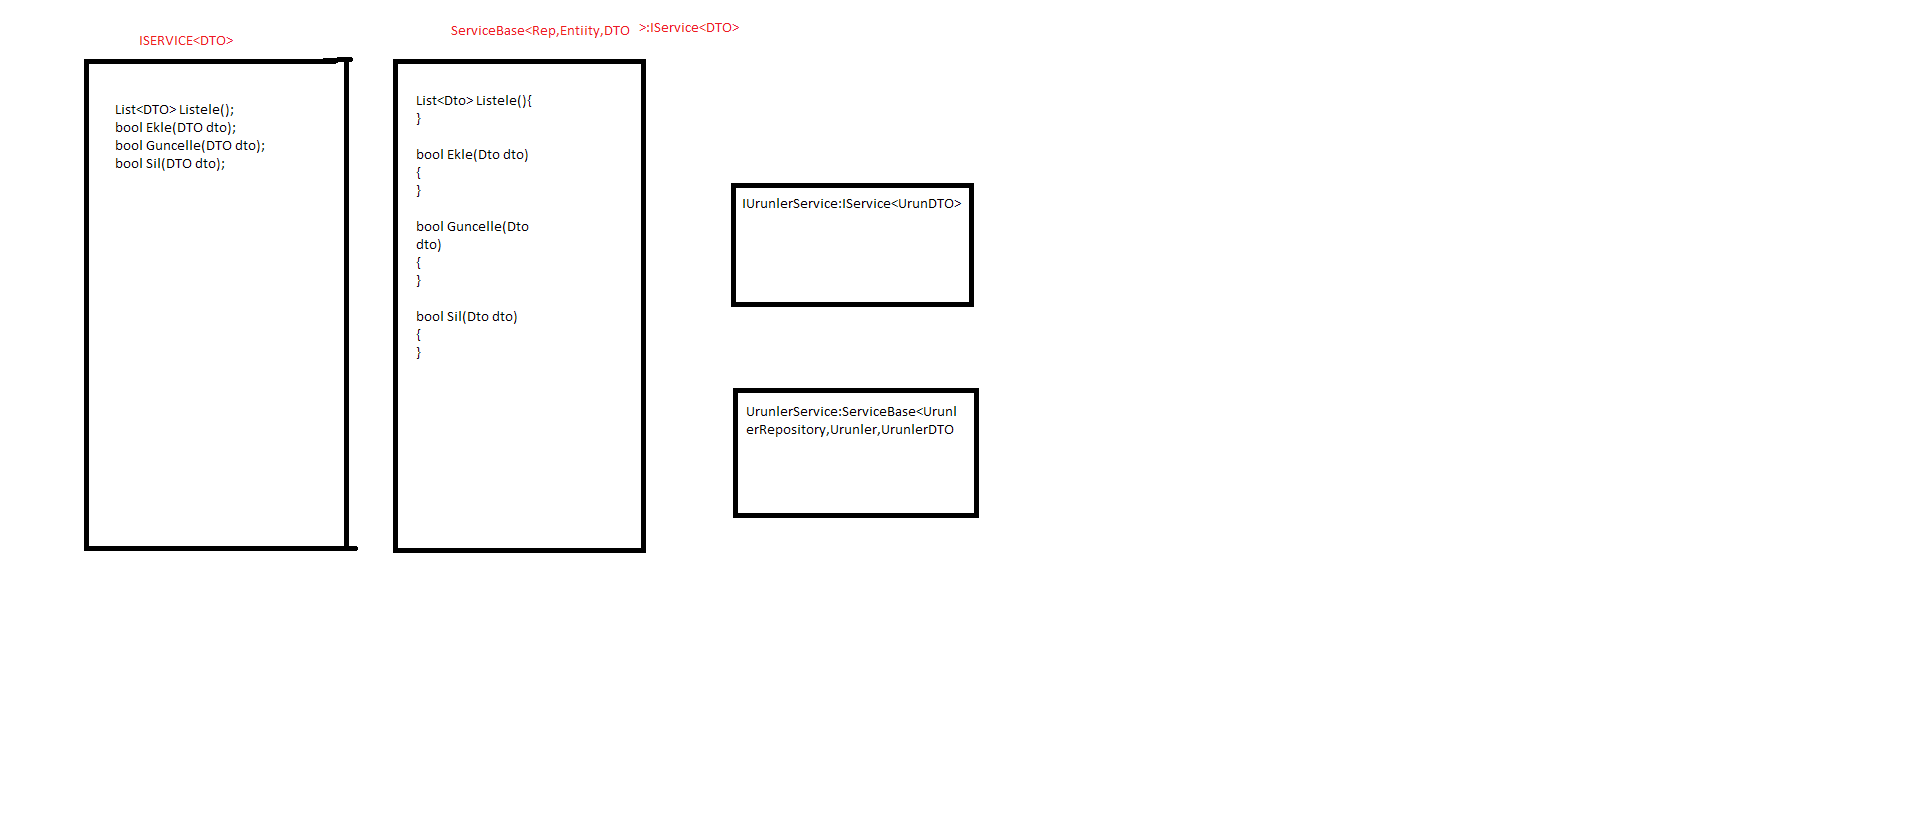 ISERVICE<DTO>
List<DTO> Listele();
bool Ekle(DTO dto);
bool Guncelle(DTO dto);
bool Sil(DTO dto);
ServiceBase<Rep,Entiity,DTO >:IService<DTO>
List<Dto> Listele(){
}
bool Ekle(Dto dto)
{
}
bool Guncelle(Dto
dto)
{
}
bool Sil(Dto dto)
{
}
IUrunlerService:IService<UrunDTO>
UrunlerService:ServiceBase<Urunl
erRepository,Urunler,UrunlerDTO